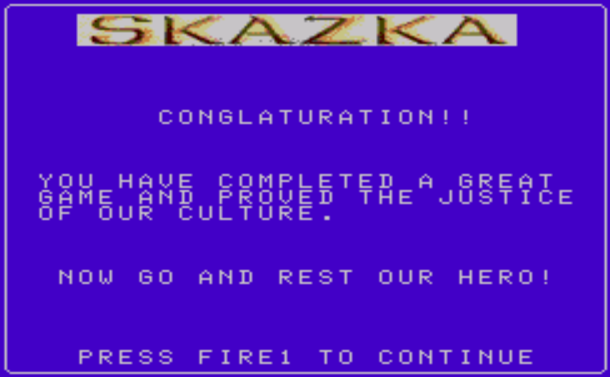 SKAZKA
CONGLATURATION!!
YOU HAVE COMPLETED A GREAT
GAME AND PROVED THE JUSTICE
OF OUR CULTURE.
NOW GO AND REST OUR HERO!
PRESS FIRE1 TO CONTINUE